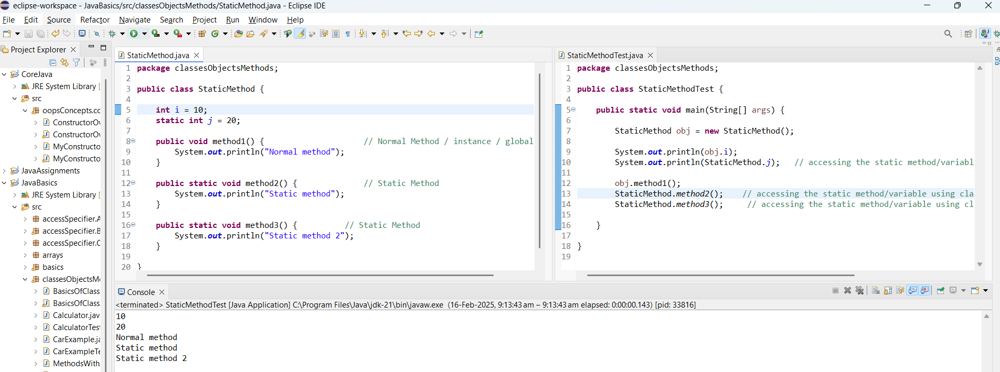 eclipse-workspace - JavaBasics/src/classesObjectsMethods/StaticMethod.java - Eclipse IDE
File Edit Source Refactor Navigate Search Project Run Window Help
Project Explorer
CoreJava
JRE System Library [
src
oopsConcepts.cc
ConstructorO
ConstructorO
MyConstructo
MyConstructo
JavaAssignments
JavaBasics
JRE System Library [
src
accessSpecifier.A
accessSpecifier.B
accessSpecifier.C
arrays
basics
classesObjectsM
BasicsOfClass
BasicsOfClass
Calculator.jav
CalculatorTest
CarExample.ja
CarExampleTe
MethodsWith
StaticMethod.java
1 package classesObjectsMethods;
2
3 public class StaticMethod {
4
5     int i = 10;
6     static int j = 20;
7
8     public void method1() {                     // Normal Method / instance / global
9         System.out.println("Normal method");
10     }
11
12     public static void method2() {              // Static Method
13         System.out.println("Static method");
14     }
15
16     public static void method3() {          // Static Method
17         System.out.println("Static method 2");
18     }
19
20 }
StaticMethodTest.java
1 package classesObjectsMethods;
2
3 public class StaticMethodTest {
4
5     public static void main(String[] args) {
6
7         StaticMethod obj = new StaticMethod();
8
9         System.out.println(obj.i);
10         System.out.println(StaticMethod.j);   // accessing the static method/variabl
11
12         obj.method1();
13         StaticMethod.method2();    // accessing the static method/variable using cla
14         StaticMethod.method3();     // accessing the static method/variable using cl
15
16     }
17
18 }
19
Console
<terminated> StaticMethodTest [Java Application] C:\Program Files\Java\jdk-21\bin\javaw.exe (16-Feb-2025, 9:13:43 am – 9:13:43 am elapsed: 0:00:00.143) [pid: 33816]
10
20
Normal method
Static method
Static method 2